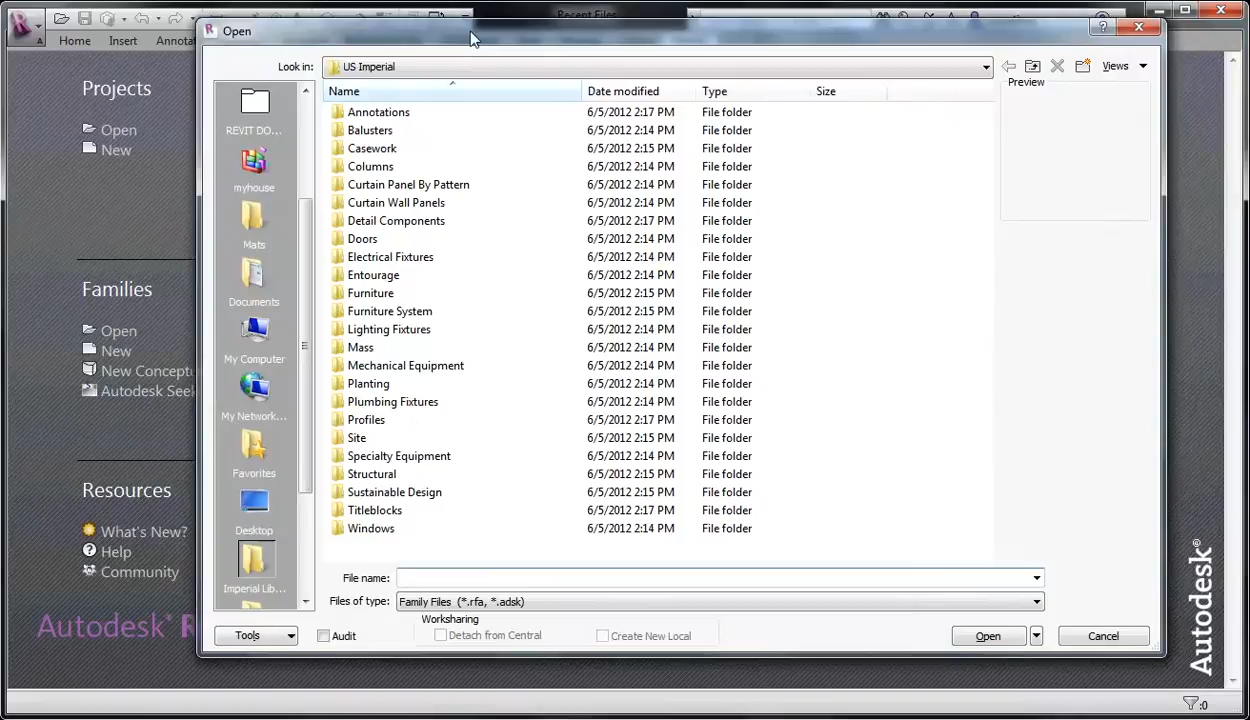 Recent Files
Open
Home Insert Annotat
Look in: US Imperial Views
Name Date modified Type Size Preview
Projects
Open
New
Families
Open
New
New Concept
Autodesk Seek
Resources
What's New?
Help
Community
Autodesk® R
REVIT DO...
myhouse
Mats
Documents
My Computer
My Network...
Favorites
Desktop
Imperial Lib...
Annotations 6/5/2012 2:17 PM File folder
Balusters 6/5/2012 2:14 PM File folder
Casework 6/5/2012 2:15 PM File folder
Columns 6/5/2012 2:14 PM File folder
Curtain Panel By Pattern 6/5/2012 2:14 PM File folder
Curtain Wall Panels 6/5/2012 2:14 PM File folder
Detail Components 6/5/2012 2:17 PM File folder
Doors 6/5/2012 2:14 PM File folder
Electrical Fixtures 6/5/2012 2:14 PM File folder
Entourage 6/5/2012 2:14 PM File folder
Furniture 6/5/2012 2:15 PM File folder
Furniture System 6/5/2012 2:15 PM File folder
Lighting Fixtures 6/5/2012 2:14 PM File folder
Mass 6/5/2012 2:14 PM File folder
Mechanical Equipment 6/5/2012 2:14 PM File folder
Planting 6/5/2012 2:14 PM File folder
Plumbing Fixtures 6/5/2012 2:14 PM File folder
Profiles 6/5/2012 2:17 PM File folder
Site 6/5/2012 2:15 PM File folder
Specialty Equipment 6/5/2012 2:14 PM File folder
Structural 6/5/2012 2:15 PM File folder
Sustainable Design 6/5/2012 2:15 PM File folder
Titleblocks 6/5/2012 2:17 PM File folder
Windows 6/5/2012 2:14 PM File folder
File name:
Files of type: Family Files (*.rfa, *.adsk)
Worksharing
Tools Audit Detach from Central Create New Local Open Cancel
Autodesk®
:0